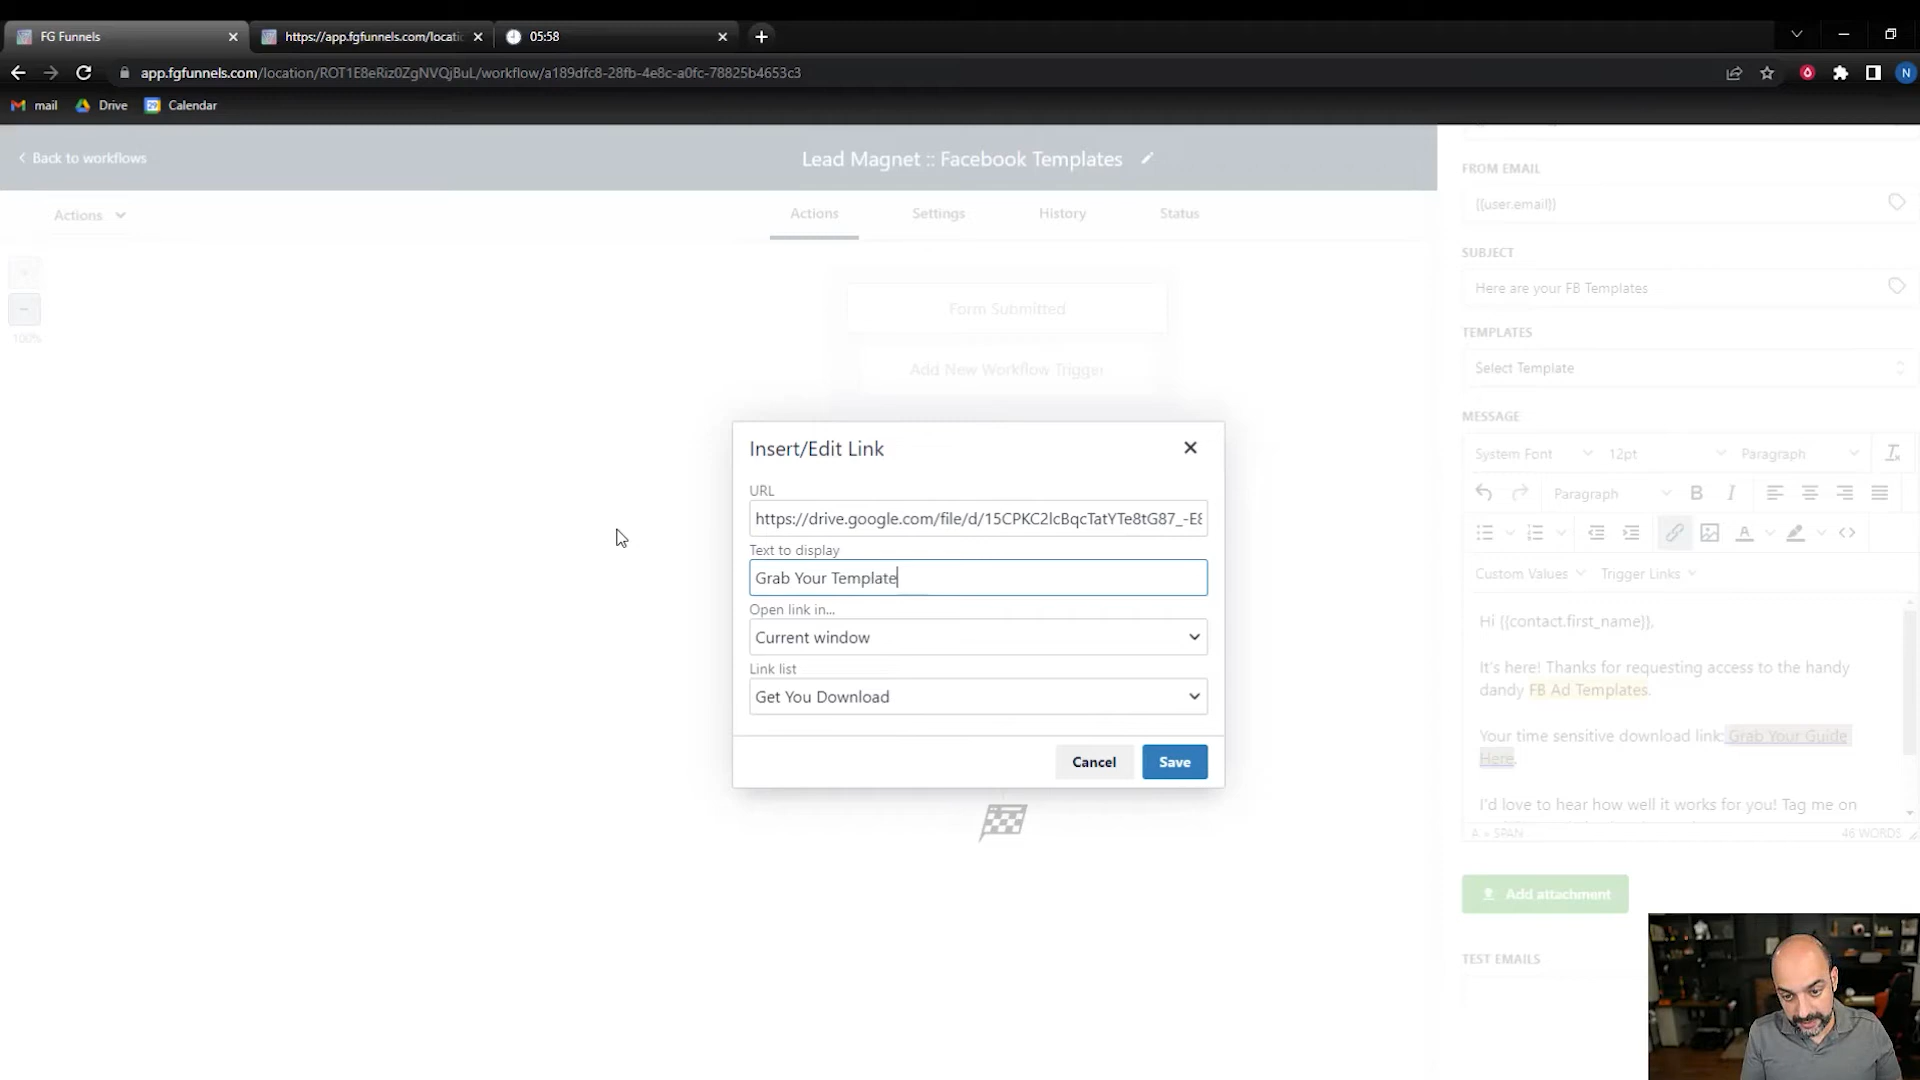 FG Funnels
https://app.fgfunnels.com/locatic
05:58
app.fgfunnels.com/location/ROT1E8eRiz0ZgNVQjBuL/workflow/a189dfc8-28fb-4e8c-a0fc-78825b4653c3
N
mail
Drive
Calendar
Back to workflows
Lead Magnet :: Facebook Templates
Actions
Actions
Settings
History
Status
100%
Form Submitted
Add New Workflow Trigger
Insert/Edit Link
URL
https://drive.google.com/file/d/15CPKC2lcBqcTatYTe8tG87_-E8
Text to display
Grab Your Template
Open link in...
Current window
Link list
Get You Download
Cancel
Save
FROM EMAIL
{{user.email}}
SUBJECT
Here are your FB Templates
TEMPLATES
Select Template
MESSAGE
System Font
12pt
Paragraph
Paragraph
B
I
A
Custom Values
Trigger Links
Hi {{contact.first_name}},
It's here! Thanks for requesting access to the handy
dandy FB Ad Templates.
Your time sensitive download link: Grab Your Guide
Here.
I'd love to hear how well it works for you! Tag me on
A » SPAN
46 WORDS
Add attachment
TEST EMAILS